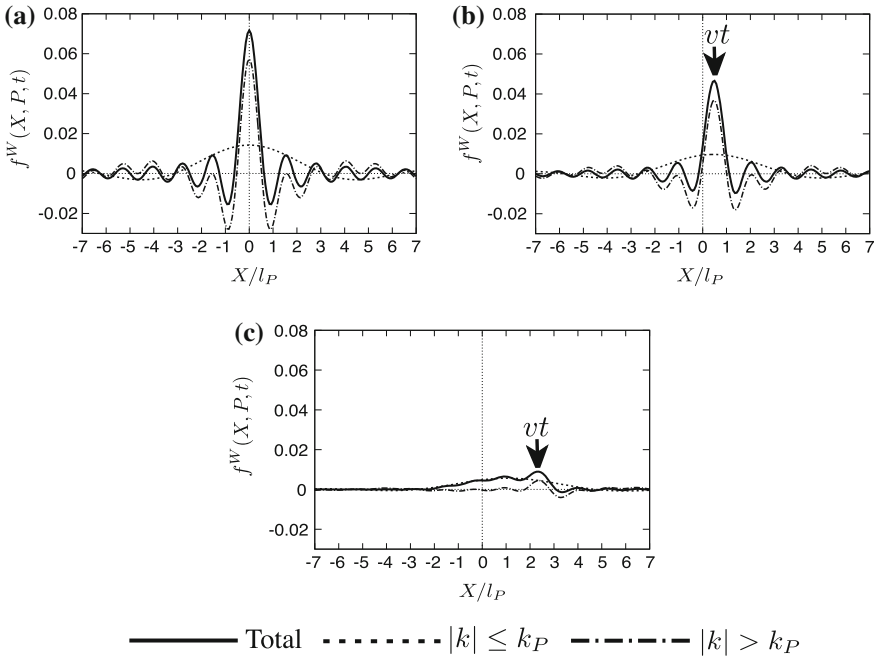 (a)
0.08
0.06
0.04
0.02
0
-0.02
f^W(X, P, t)
-7 -6 -5 -4 -3 -2 -1 0 1 2 3 4 5 6 7
X/l_P
(b)
0.08
0.06
0.04
0.02
0
-0.02
f^W(X, P, t)
vt
-7 -6 -5 -4 -3 -2 -1 0 1 2 3 4 5 6 7
X/l_P
(c)
0.08
0.06
0.04
0.02
0
-0.02
f^W(X, P, t)
vt
-7 -6 -5 -4 -3 -2 -1 0 1 2 3 4 5 6 7
X/l_P
Total |k| ≤ k_P |k| > k_P